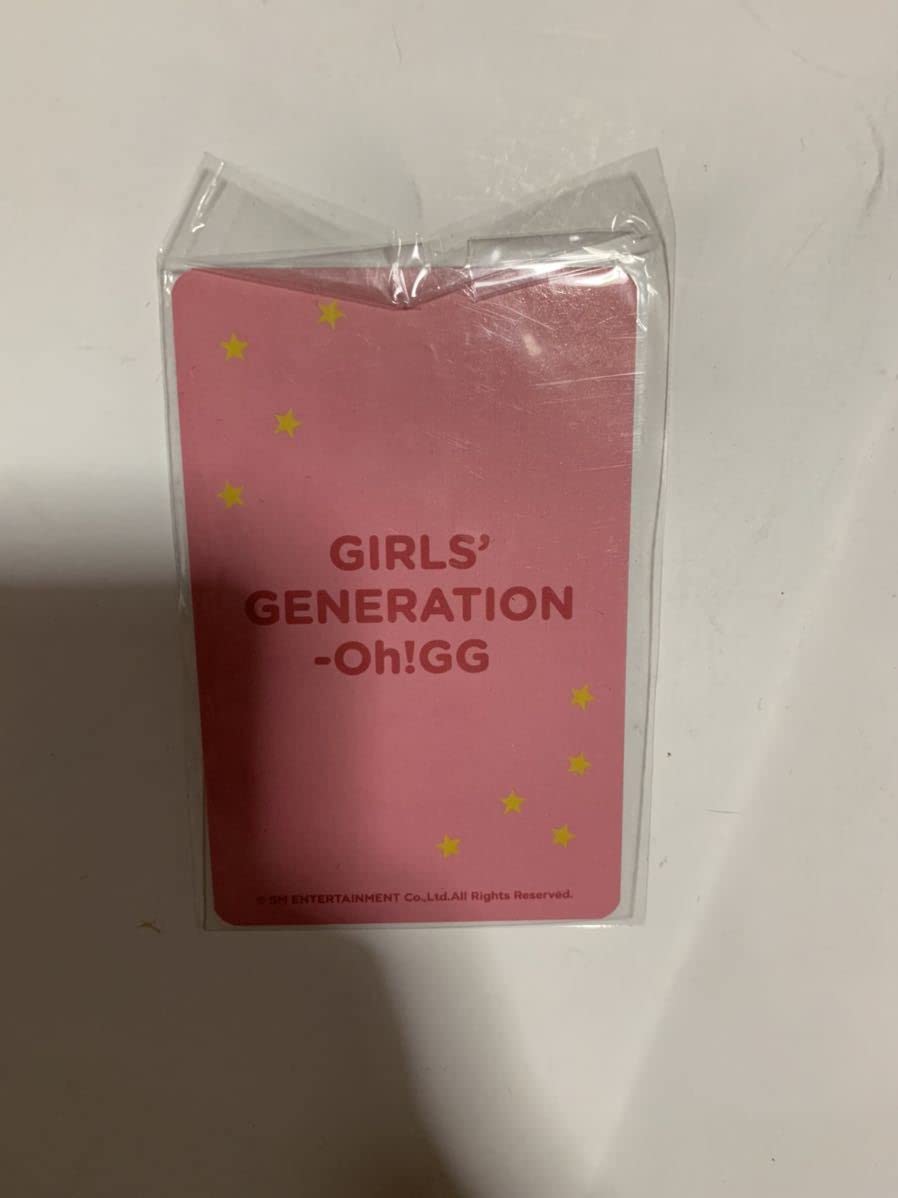 GIRLS’
GENERATION
-Oh!GG
© SM ENTERTAINMENT Co.,Ltd.All Rights Reserved.